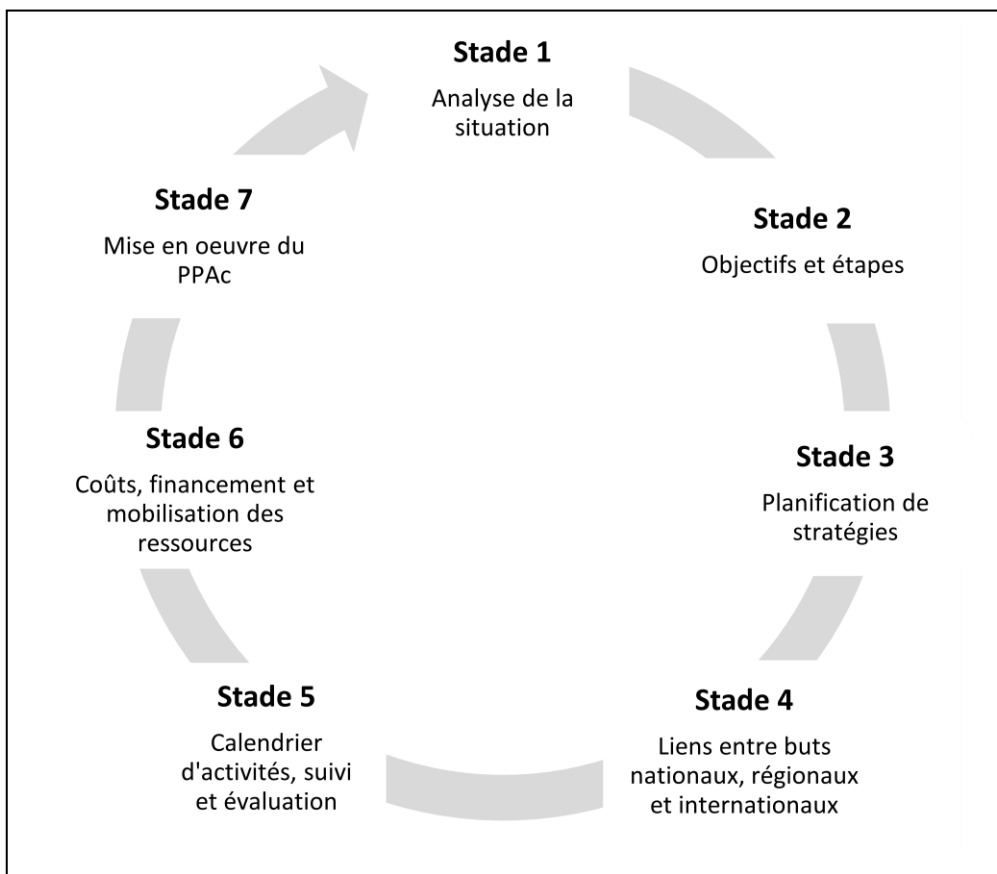 Stade 1
Analyse de la
situation
Stade 2
Objectifs et étapes
Stade 3
Planification de
stratégies
Stade 4
Liens entre buts
nationaux, régionaux
et internationaux
Stade 5
Calendrier
d'activités, suivi
et évaluation
Stade 6
Coûts, financement et
mobilisation des
ressources
Stade 7
Mise en oeuvre du
PPAc